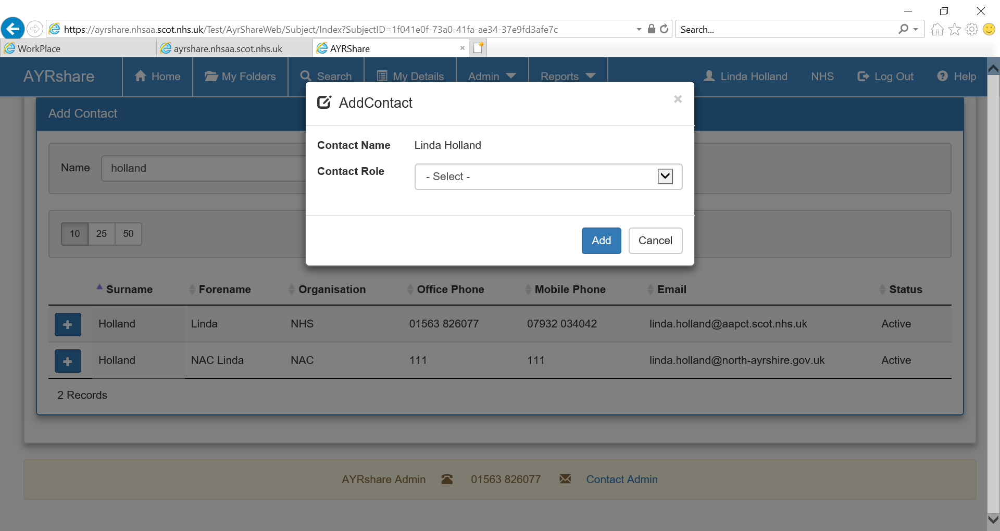 https://ayrshare.nhsaa.scot.nhs.uk/Test/AyrShareWeb/Subject/Index?SubjectID=1f041e0f-73a0-41fa-ae34-37e9fd3afe7c
Search...
WorkPlace
ayrshare.nhsaa.scot.nhs.uk
AYRShare
AYRshare
Home
My Folders
Search
My Details
Admin
Reports
Linda Holland
NHS
Log Out
Help
Add Contact
Name
holland
10 25 50
AddContact
×
Contact Name Linda Holland
Contact Role - Select -
Add Cancel
Surname Forename Organisation Office Phone Mobile Phone Email Status
Holland Linda NHS 01563 826077 07932 034042 linda.holland@aapct.scot.nhs.uk Active
Holland NAC Linda NAC 111 111 linda.holland@north-ayrshire.gov.uk Active
2 Records
AYRshare Admin 01563 826077 Contact Admin